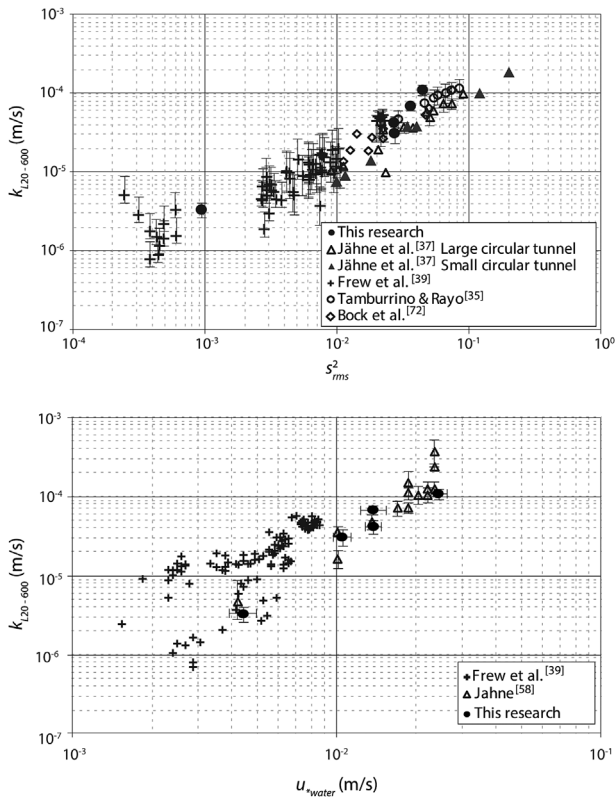 10⁻³
10⁻⁴
10⁻⁵
10⁻⁶
10⁻⁷
k_L20-600 (m/s)
This research
Jähne et al.[37] Large circular tunnel
Jähne et al.[37] Small circular tunnel
Frew et al.[39]
Tamburrino & Rayo[35]
Bock et al.[72]
10⁻⁴ 10⁻³ 10⁻² 10⁻¹ 10⁰
s²_rms
10⁻³
10⁻⁴
10⁻⁵
10⁻⁶
10⁻⁷
k_L20-600 (m/s)
Frew et al.[39]
Jahne[58]
This research
10⁻³ 10⁻² 10⁻¹
u_*water (m/s)